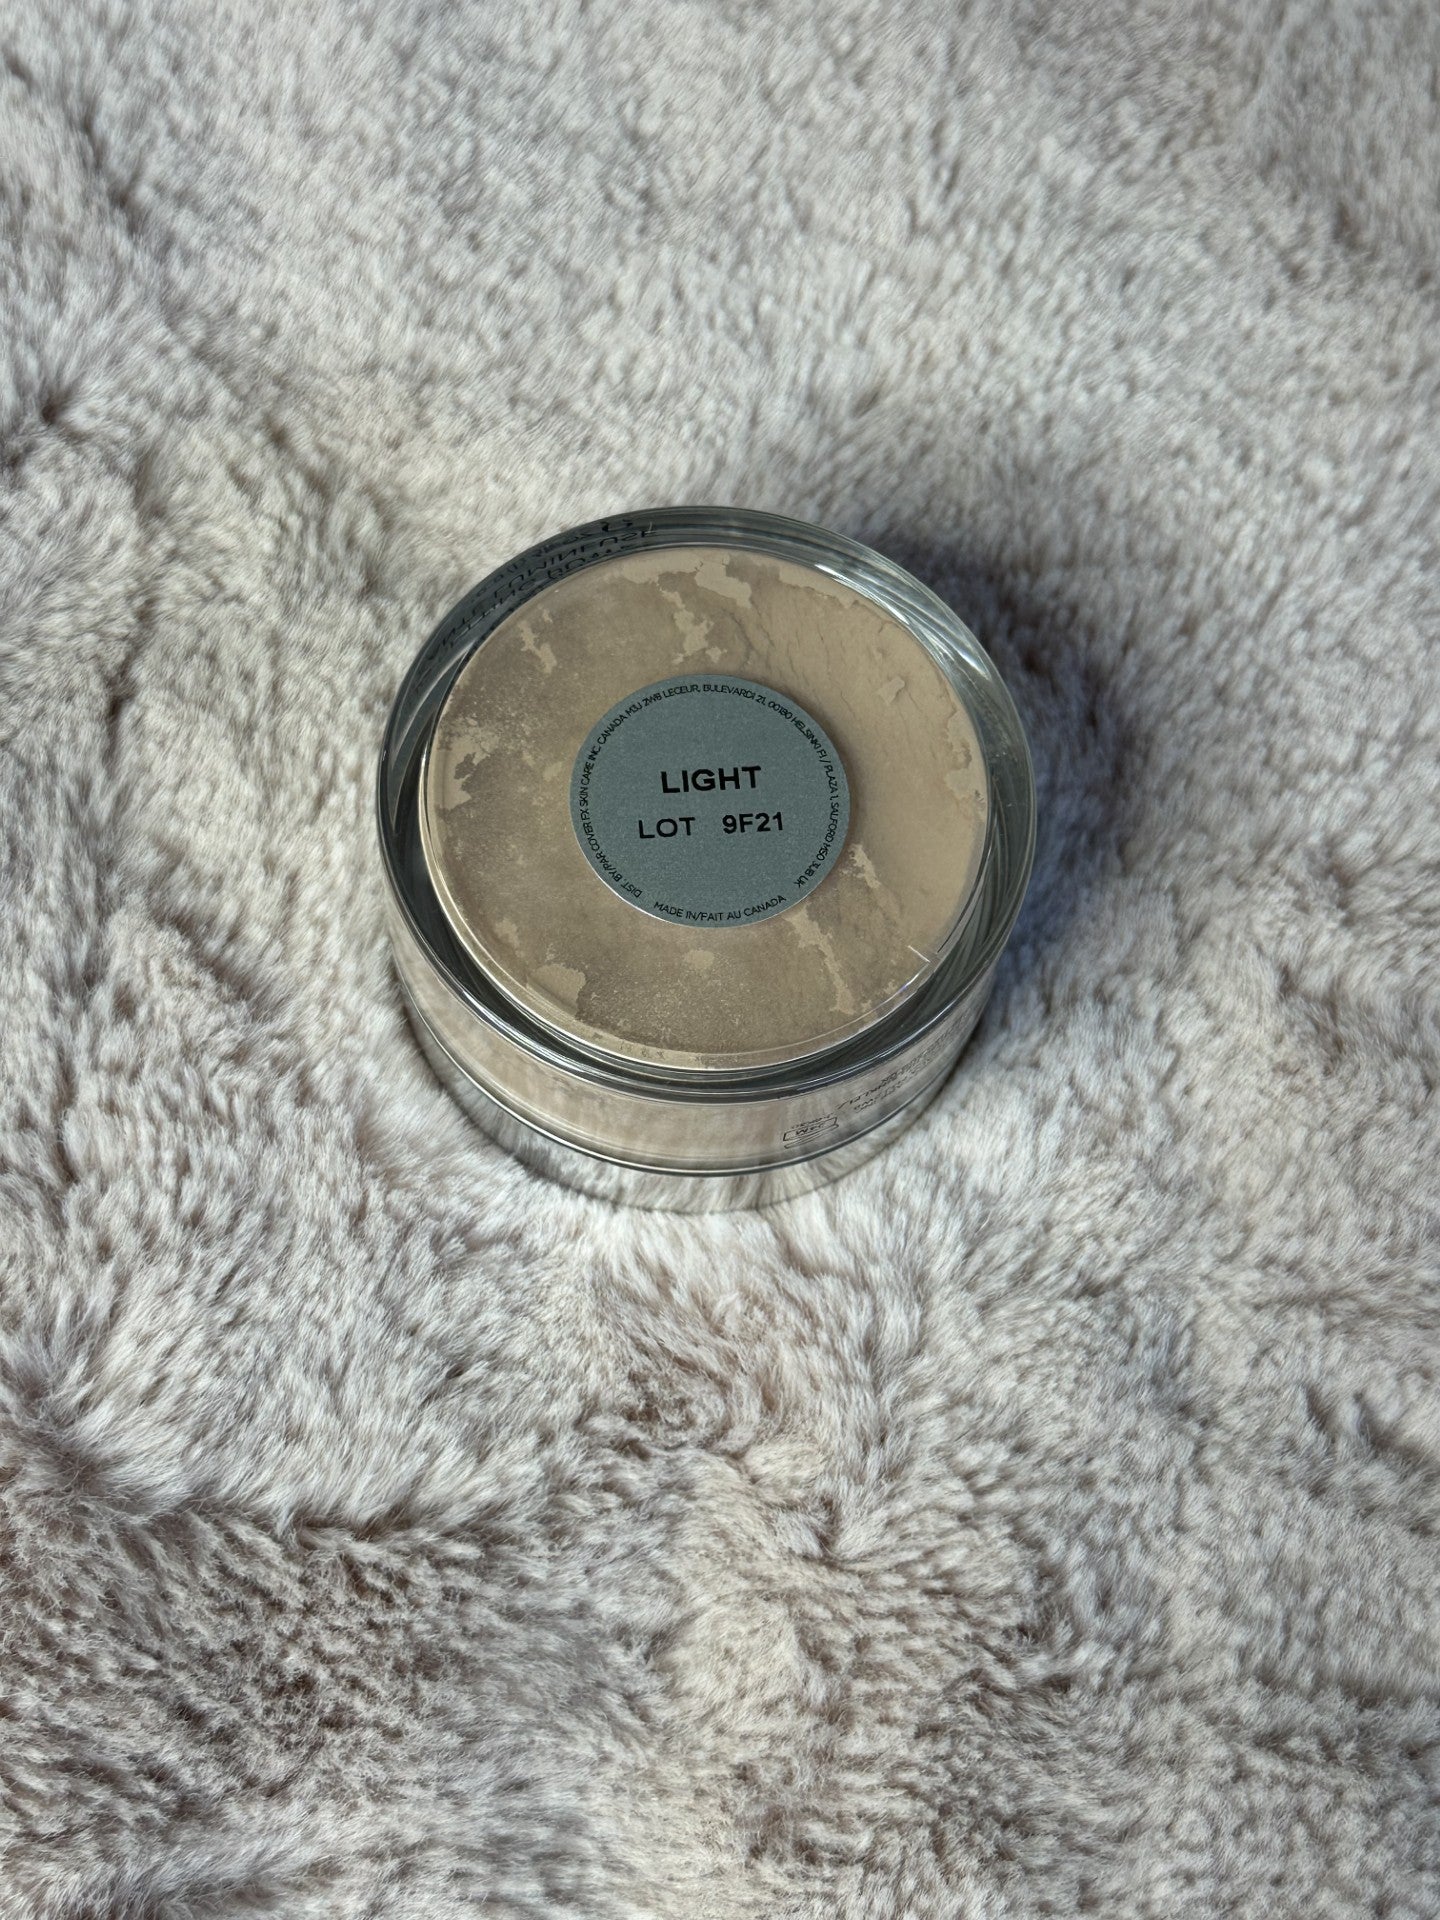 LIGHT
LOT 9F21
DIST. BY/PAR COVER FX SKIN CARE INC. CANADA M3J 2W8 LECEUR, BULEVARDI 21, 00180 HELSINKI FI / PLAZA 1, SALFORD M50 3UB UK
MADE IN/FAIT AU CANADA
24M